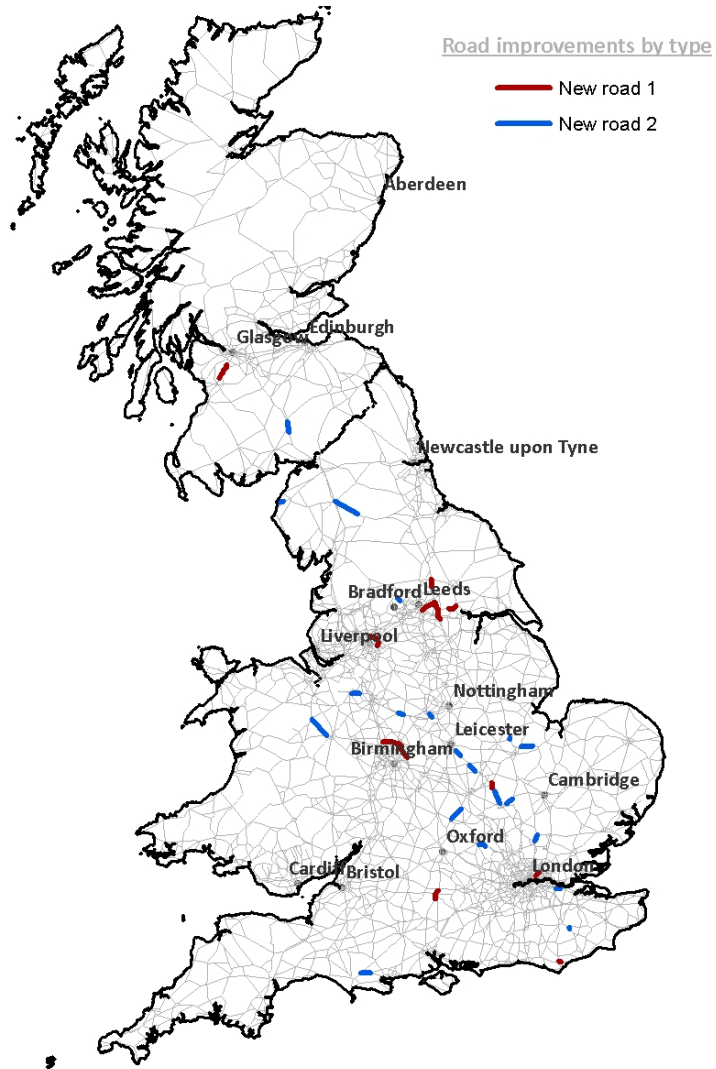 Road improvements by type
New road 1
New road 2
Aberdeen
Edinburgh
Glasgow
Newcastle upon Tyne
Bradford
Leeds
Liverpool
Nottingham
Leicester
Birmingham
Cambridge
Oxford
London
Cardiff
Bristol